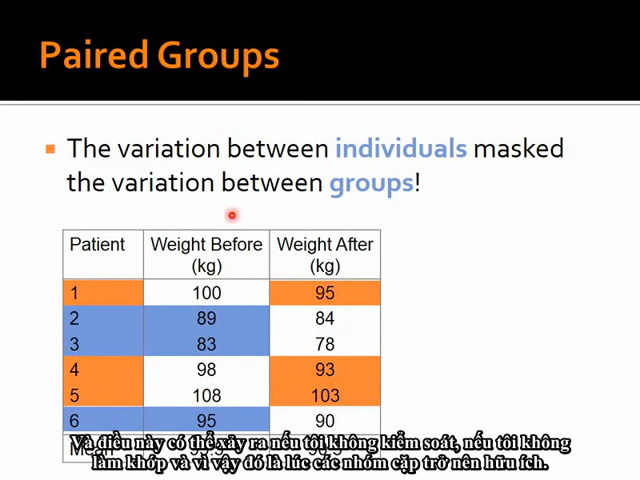 Paired Groups
The variation between individuals masked
the variation between groups!
Patient Weight Before (kg) Weight After (kg)
1 100 95
2 89 84
3 83 78
4 98 93
5 108 103
6 95 90
Và điều này có thể xảy ra nếu tôi không kiểm soát, nếu tôi không
làm khớp và vì vậy đó là lúc các nhóm cặp trở nên hữu ích.